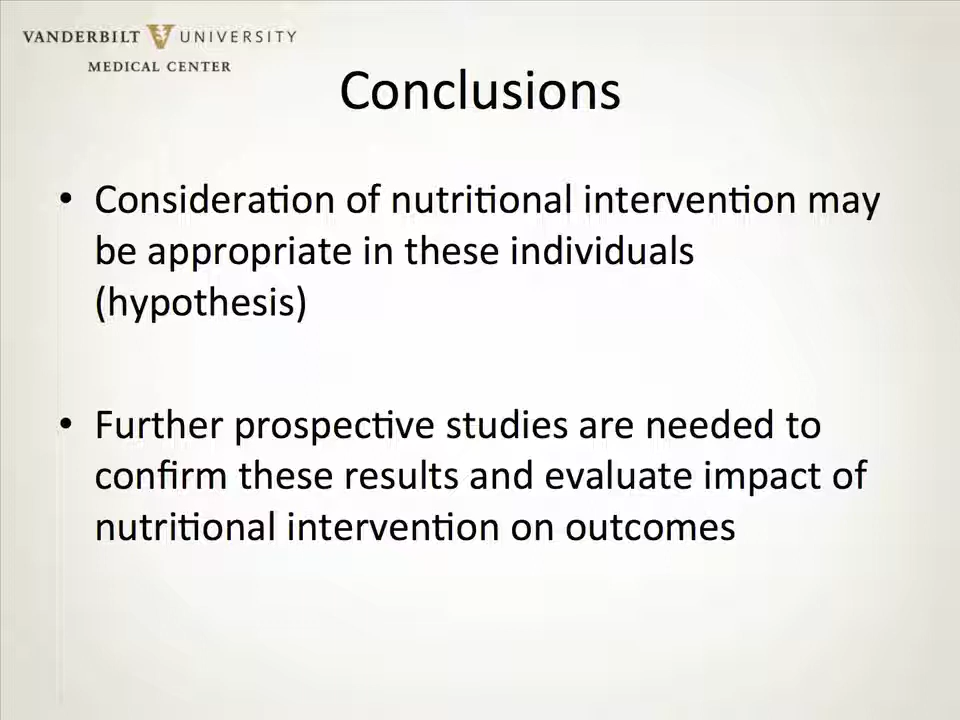 VANDERBILT UNIVERSITY
MEDICAL CENTER
Conclusions
• Consideration of nutritional intervention may
be appropriate in these individuals
(hypothesis)
• Further prospective studies are needed to
confirm these results and evaluate impact of
nutritional intervention on outcomes